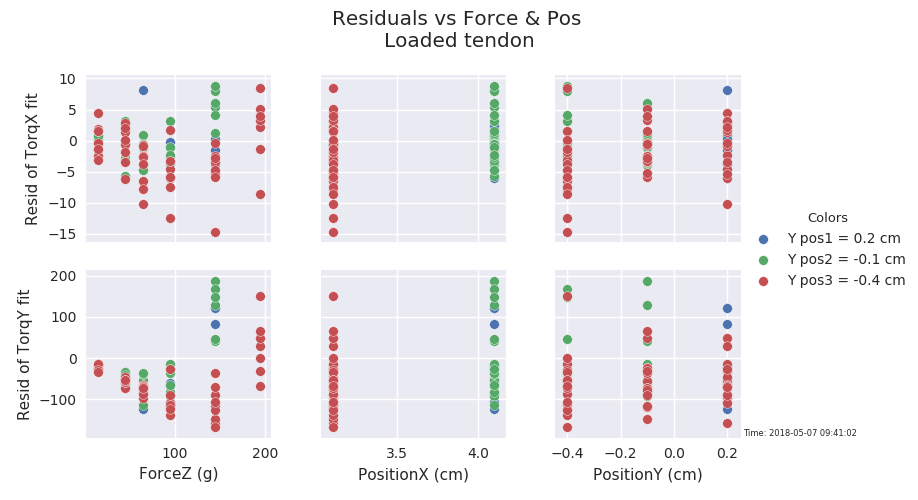 Residuals vs Force & Pos
Loaded tendon
Resid of TorqX fit
10
5
0
−5
−10
−15
Colors
Y pos1 = 0.2 cm
Y pos2 = -0.1 cm
Y pos3 = -0.4 cm
Resid of TorqY fit
200
100
0
−100
Time: 2018-05-07 09:41:02
100 200
3.5 4.0
−0.4 −0.2 0.0 0.2
ForceZ (g)
PositionX (cm)
PositionY (cm)